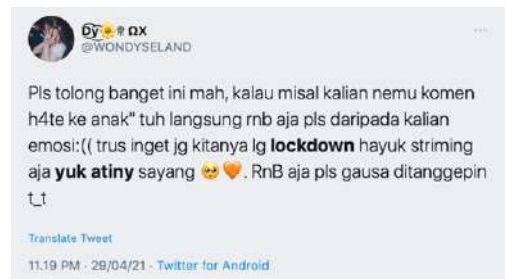 Dy🌼 ΩX
@WONDYSELAND
Pls tolong banget ini mah, kalau misal kalian nemu komen
h4te ke anak" tuh langsung rnb aja pls daripada kalian
emosi:(( trus inget jg kitanya lg lockdown hayuk striming
aja yuk atiny sayang 🥺🧡. RnB aja pls gausa ditanggepin
t_t
Translate Tweet
11.19 PM · 29/04/21 · Twitter for Android